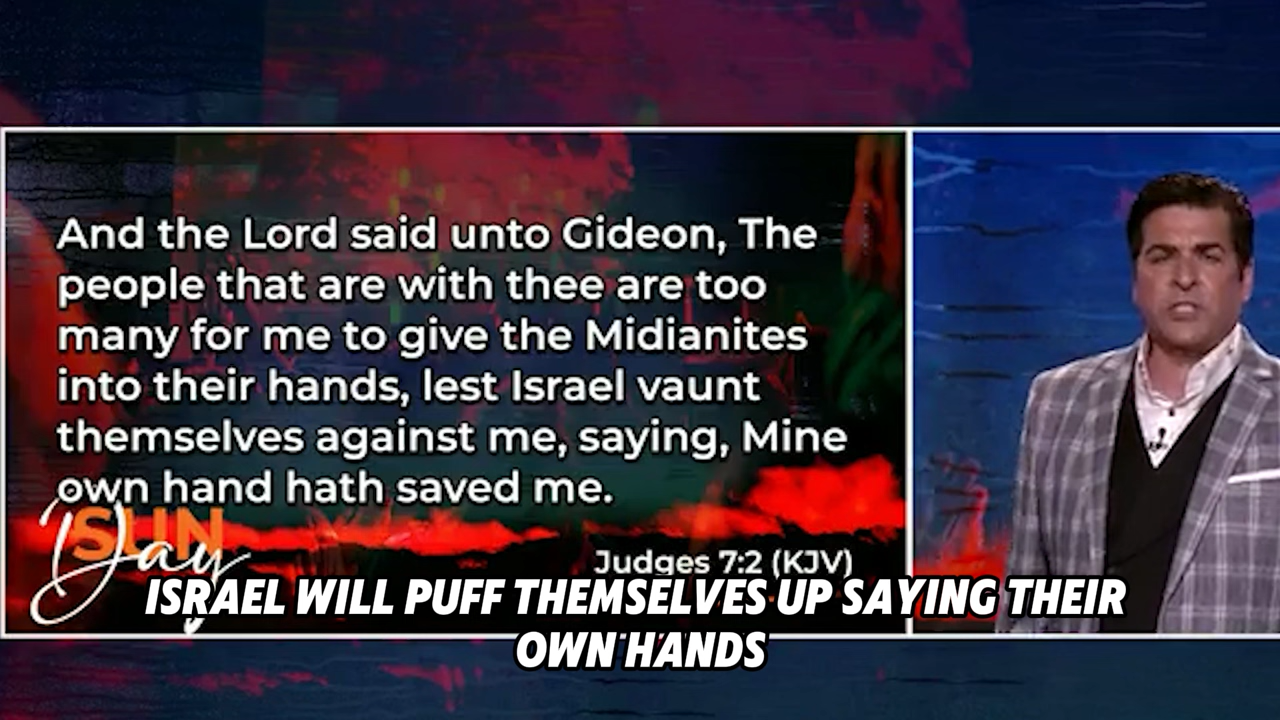 And the Lord said unto Gideon, The
people that are with thee are too
many for me to give the Midianites
into their hands, lest Israel vaunt
themselves against me, saying, Mine
own hand hath saved me.
SUN
Day
Judges 7:2 (KJV)
ISRAEL WILL PUFF THEMSELVES UP SAYING THEIR
OWN HANDS